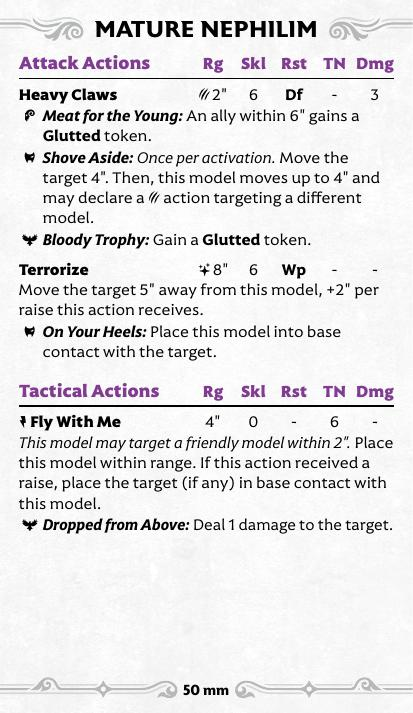 MATURE NEPHILIM
Attack Actions Rg Skl Rst TN Dmg
Heavy Claws 2" 6 Df - 3
Meat for the Young: An ally within 6" gains a
Glutted token.
Shove Aside: Once per activation. Move the
target 4". Then, this model moves up to 4" and
may declare a action targeting a different
model.
Bloody Trophy: Gain a Glutted token.
Terrorize 8" 6 Wp - -
Move the target 5" away from this model, +2" per
raise this action receives.
On Your Heels: Place this model into base
contact with the target.
Tactical Actions Rg Skl Rst TN Dmg
Fly With Me 4" 0 - 6 -
This model may target a friendly model within 2". Place
this model within range. If this action received a
raise, place the target (if any) in base contact with
this model.
Dropped from Above: Deal 1 damage to the target.
50 mm